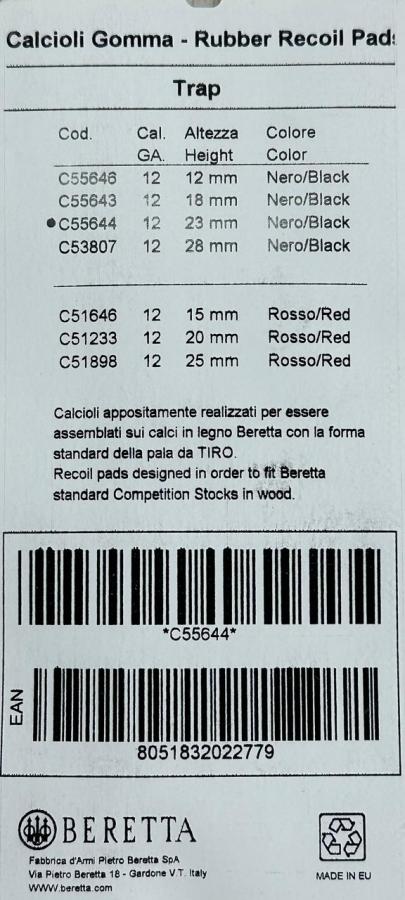 Calcioli Gomma - Rubber Recoil Pads
Trap
Cod. Cal. Altezza Colore
GA. Height Color
C55646 12 12 mm Nero/Black
C55643 12 18 mm Nero/Black
•C55644 12 23 mm Nero/Black
C53807 12 28 mm Nero/Black
C51646 12 15 mm Rosso/Red
C51233 12 20 mm Rosso/Red
C51898 12 25 mm Rosso/Red
Calcioli appositamente realizzati per essere
assemblati sui calci in legno Beretta con la forma
standard della pala da TIRO.
Recoil pads designed in order to fit Beretta
standard Competition Stocks in wood.
*C55644*
EAN
8051832022779
BERETTA
Fabbrica d'Armi Pietro Beretta SpA
Via Pietro Beretta 18 - Gardone V.T. Italy
WWW.beretta.com
MADE IN EU